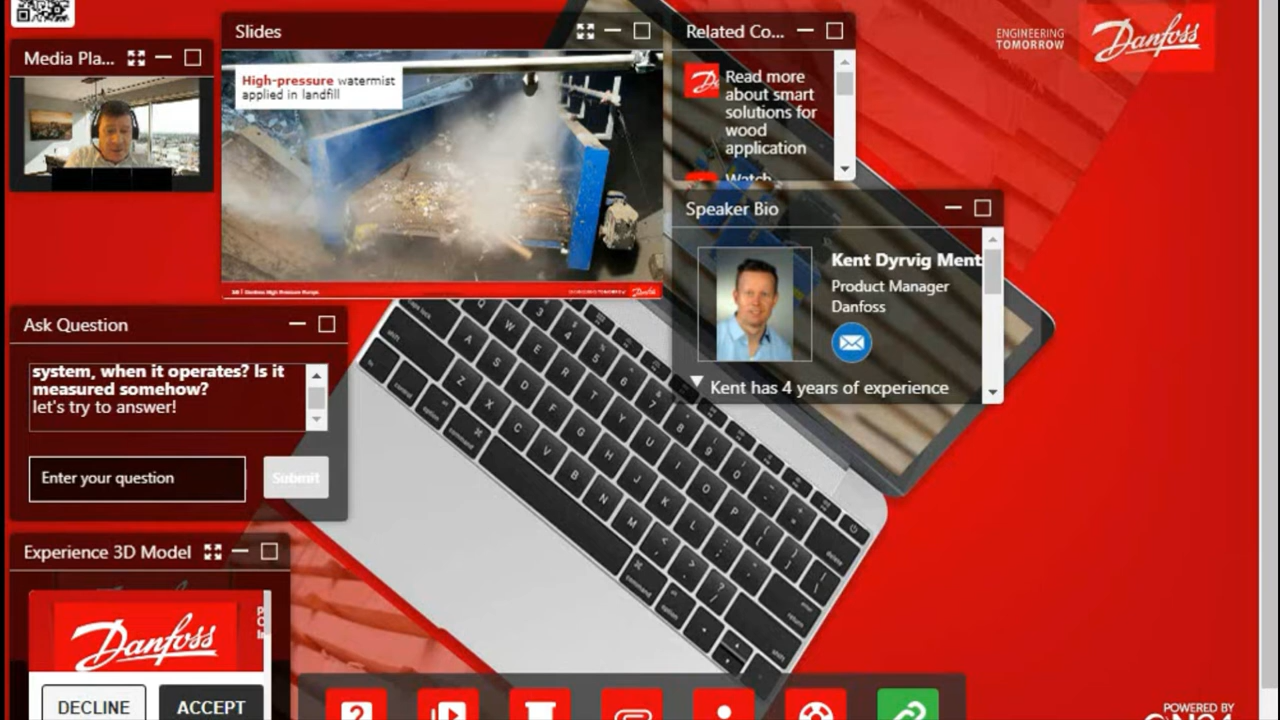 Media Pla...
Slides
High-pressure watermist
applied in landfill
Danfoss
Related Co...
Read more
about smart
solutions for
wood
application
Watch
ENGINEERING
TOMORROW
Danfoss
Speaker Bio
Kent Dyrvig Ment
Product Manager
Danfoss
Kent has 4 years of experience
Ask Question
system, when it operates? Is it
measured somehow?
let's try to answer!
Enter your question
Submit
Experience 3D Model
Danfoss
DECLINE
ACCEPT
POWERED BY